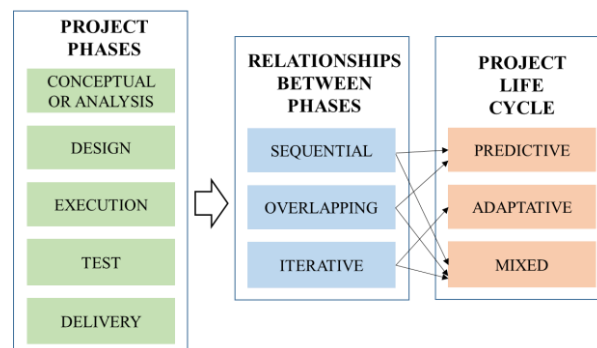 PROJECT
PHASES
CONCEPTUAL
OR ANALYSIS
DESIGN
EXECUTION
TEST
DELIVERY
RELATIONSHIPS
BETWEEN
PHASES
SEQUENTIAL
OVERLAPPING
ITERATIVE
PROJECT
LIFE
CYCLE
PREDICTIVE
ADAPTATIVE
MIXED